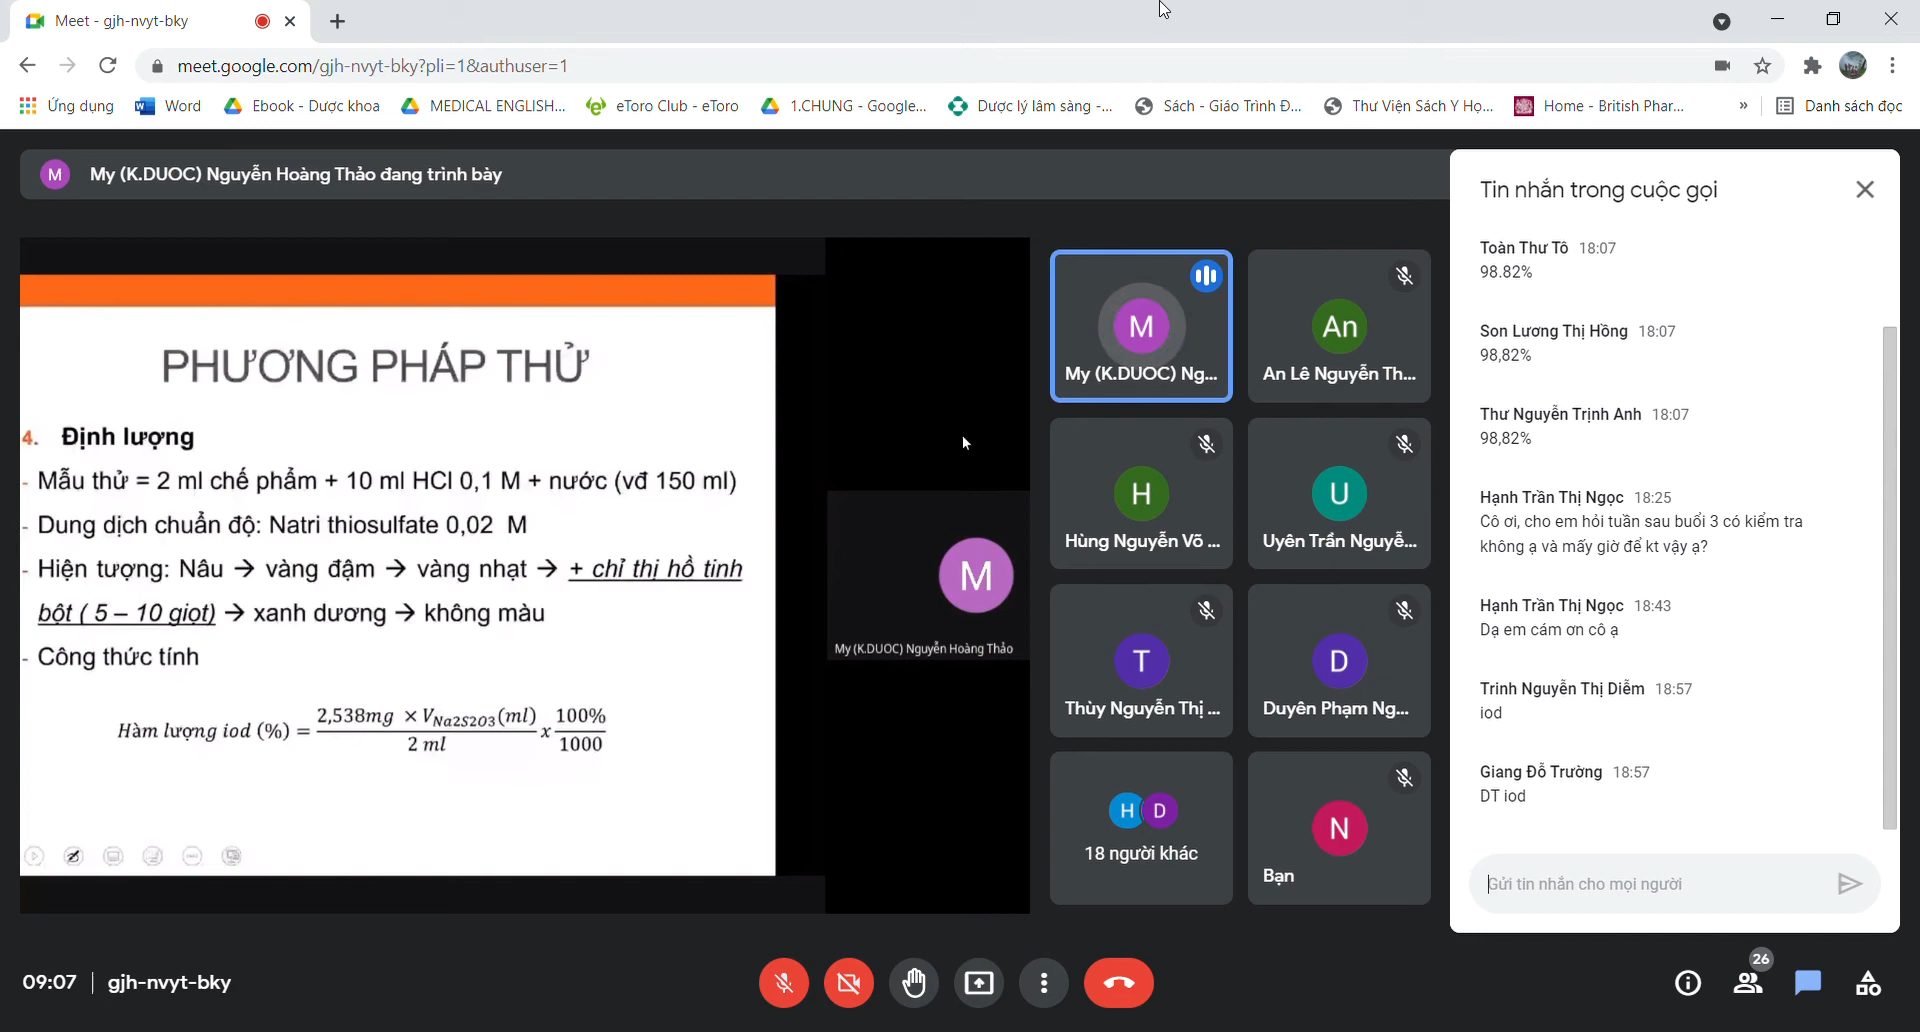 Meet - gjh-nvyt-bky
meet.google.com/gjh-nvyt-bky?pli=1&authuser=1
Ứng dụng
Word
Ebook - Dược khoa
MEDICAL ENGLISH...
eToro Club - eToro
1.CHUNG - Google...
Dược lý lâm sàng -...
Sách - Giáo Trình Đ...
Thư Viện Sách Y Họ...
Home - British Phar...
»
Danh sách đọc
M
My (K.DUOC) Nguyễn Hoàng Thảo đang trình bày
PHƯƠNG PHÁP THỬ
4. Định lượng
- Mẫu thử = 2 ml chế phẩm + 10 ml HCl 0,1 M + nước (vđ 150 ml)
- Dung dịch chuẩn độ: Natri thiosulfate 0,02 M
- Hiện tượng: Nâu → vàng đậm → vàng nhạt → + chỉ thị hồ tinh
bột ( 5 – 10 giọt) → xanh dương → không màu
- Công thức tính
Hàm lượng iod (%) = 2,538mg × VNa2S2O3(ml) / 2 ml x 100% / 1000
M
My (K.DUOC) Nguyễn Hoàng Thảo
M
My (K.DUOC) Ng...
An
An Lê Nguyễn Th...
H
Hùng Nguyễn Võ ...
U
Uyên Trần Nguyễ...
T
Thùy Nguyễn Thị ...
D
Duyên Phạm Ng...
H D
18 người khác
N
Bạn
Tin nhắn trong cuộc gọi
Toàn Thư Tô 18:07
98.82%
Son Lương Thị Hồng 18:07
98,82%
Thư Nguyễn Trịnh Anh 18:07
98,82%
Hạnh Trần Thị Ngọc 18:25
Cô ơi, cho em hỏi tuần sau buổi 3 có kiểm tra
không ạ và mấy giờ để kt vậy ạ?
Hạnh Trần Thị Ngọc 18:43
Dạ em cám ơn cô ạ
Trinh Nguyễn Thị Diễm 18:57
iod
Giang Đỗ Trường 18:57
DT iod
Gửi tin nhắn cho mọi người
09:07 | gjh-nvyt-bky
26